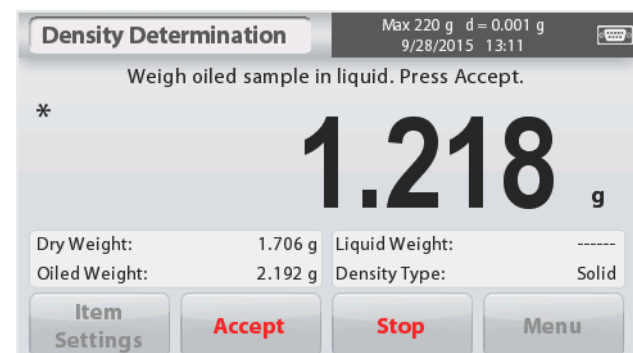 Density Determination
Max 220 g d = 0.001 g
9/28/2015 13:11
Weigh oiled sample in liquid. Press Accept.
*
1.218 g
Dry Weight: 1.706 g Liquid Weight: ------
Oiled Weight: 2.192 g Density Type: Solid
Item
Settings
Accept
Stop
Menu